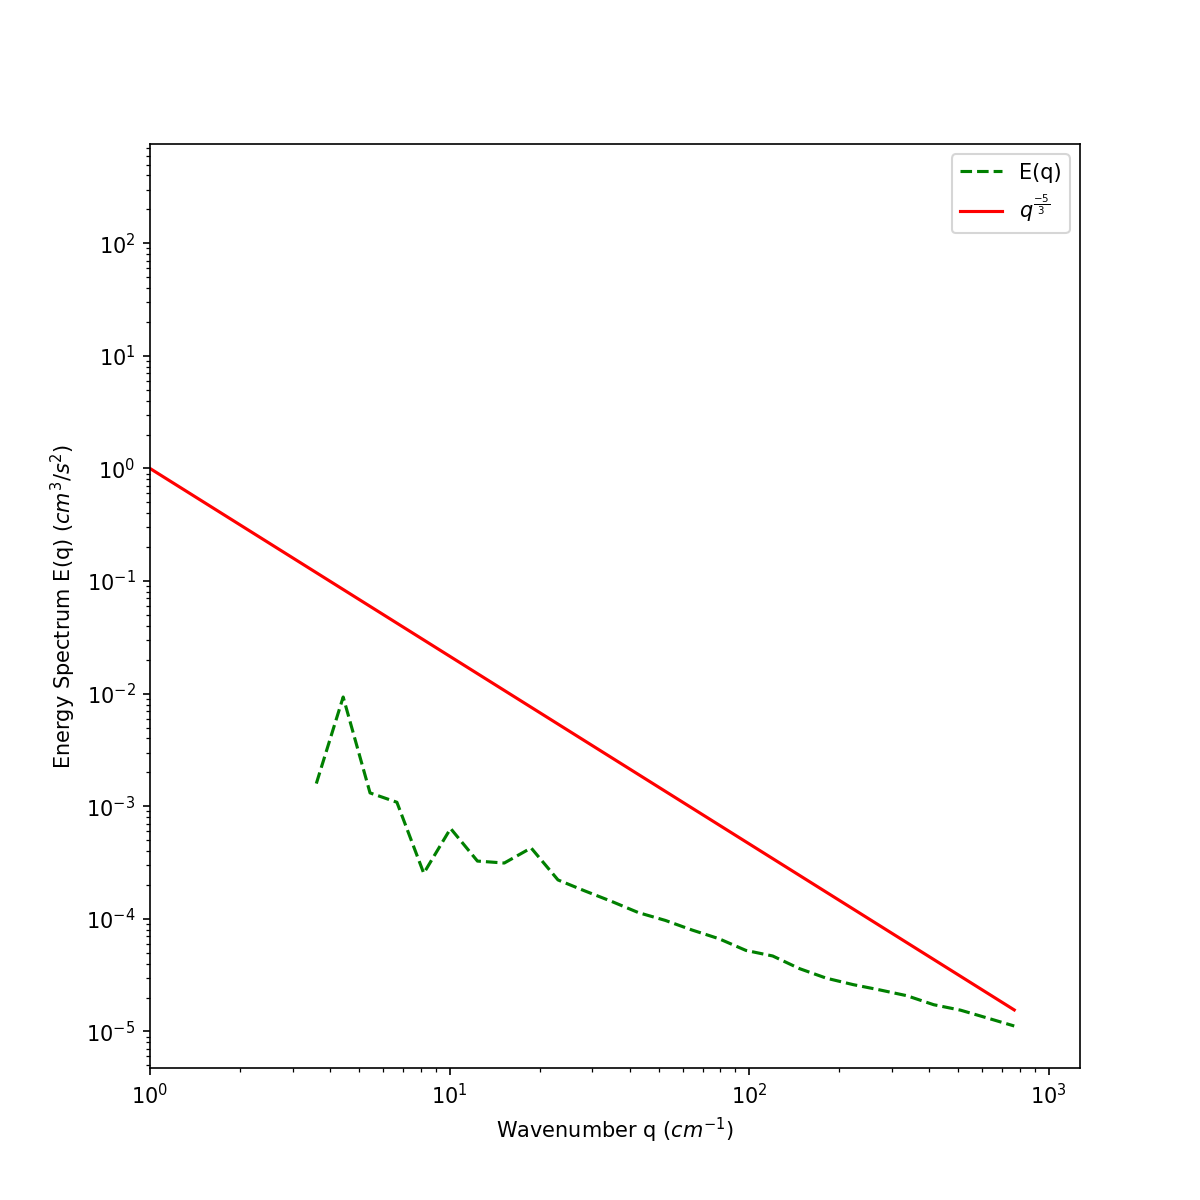 E(q)
q^{\frac{-5}{3}}
10^2
10^1
10^0
10^{-1}
10^{-2}
10^{-3}
10^{-4}
10^{-5}
Energy Spectrum E(q) (cm^3/s^2)
10^0 10^1 10^2 10^3
Wavenumber q (cm^{-1})